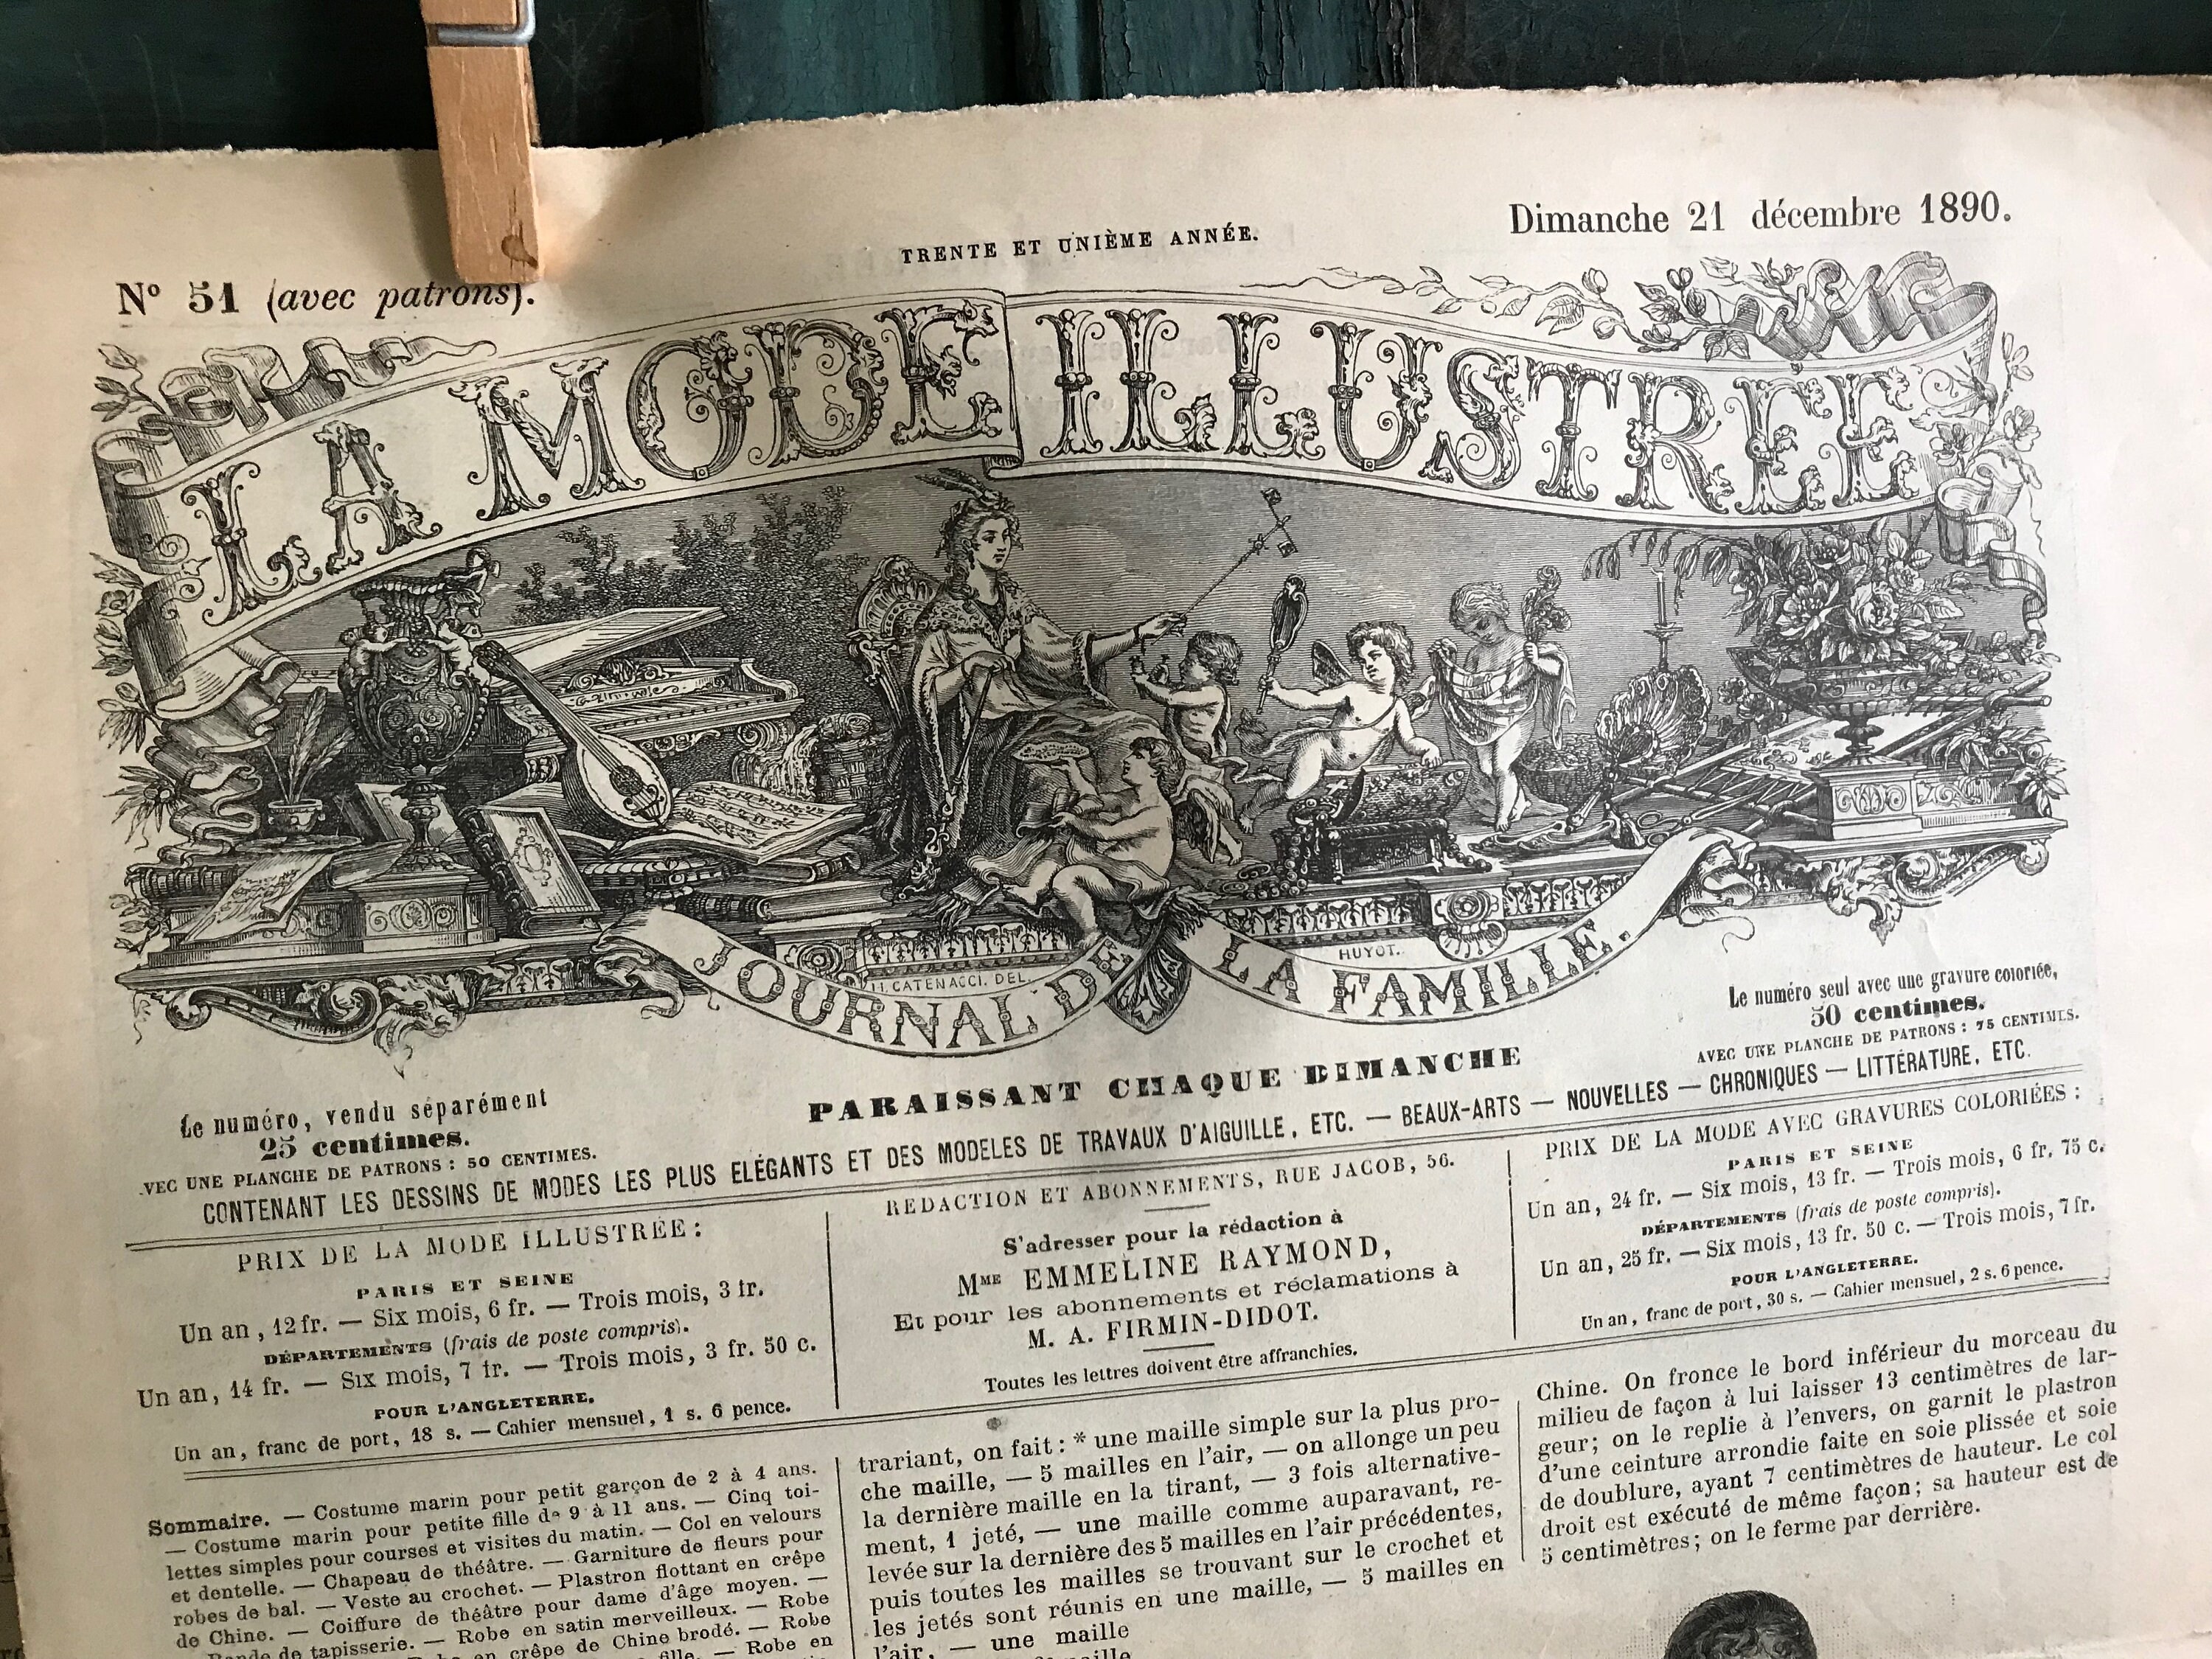 Dimanche 21 décembre 1890.
TRENTE ET UNIÈME ANNÉE.
N° 51 (avec patrons).
LA MODE ILLUSTRÉE
HUYOT.
H. CATENACCI. DEL.
JOURNAL DE LA FAMILLE.
Le numéro, vendu séparément
25 centimes.
VEC UNE PLANCHE DE PATRONS : 50 CENTIMES.
PARAISSANT CHAQUE DIMANCHE
Le numéro seul avec une gravure coloriée,
50 centimes.
AVEC UNE PLANCHE DE PATRONS : 75 CENTIMES.
CONTENANT LES DESSINS DE MODES LES PLUS ELÉGANTS ET DES MODELES DE TRAVAUX D'AIGUILLE, ETC. — BEAUX-ARTS — NOUVELLES — CHRONIQUES — LITTÉRATURE, ETC.
PRIX DE LA MODE ILLUSTRÉE :
PARIS ET SEINE
Un an, 12 fr. — Six mois, 6 fr. — Trois mois, 3 fr.
DÉPARTEMENTS (frais de poste compris).
Un an, 14 fr. — Six mois, 7 fr. — Trois mois, 3 fr. 50 c.
POUR L'ANGLETERRE.
Un an, franc de port, 18 s. — Cahier mensuel, 1 s. 6 pence.
RÉDACTION ET ABONNEMENTS, RUE JACOB, 56.
S'adresser pour la rédaction à
MME EMMELINE RAYMOND,
Et pour les abonnements et réclamations à
M. A. FIRMIN-DIDOT.
Toutes les lettres doivent être affranchies.
PRIX DE LA MODE AVEC GRAVURES COLORIÉES :
PARIS ET SEINE
Un an, 24 fr. — Six mois, 13 fr. — Trois mois, 6 fr. 75 c.
DÉPARTEMENTS (frais de poste compris).
Un an, 25 fr. — Six mois, 13 fr. 50 c. — Trois mois, 7 fr.
POUR L'ANGLETERRE.
Un an, franc de port, 30 s. — Cahier mensuel, 2 s. 6 pence.
Sommaire. — Costume marin pour petit garçon de 2 à 4 ans.
— Costume marin pour petite fille de 9 à 11 ans. — Cinq toi-
lettes simples pour courses et visites du matin. — Col en velours
et dentelle. — Chapeau de théâtre. — Garniture de fleurs pour
robes de bal. — Veste au crochet. — Plastron flottant en crêpe
de Chine. — Coiffure de théâtre pour dame d'âge moyen. —
Bande de tapisserie. — Robe en satin merveilleux. — Robe
en crêpe de Chine brodé. — Robe
fille. — Robe en
trariant, on fait : * une maille simple sur la plus pro-
che maille, — 5 mailles en l'air, — on allonge un peu
la dernière maille en la tirant, — 3 fois alternative-
ment, 1 jeté, — une maille comme auparavant, re-
levée sur la dernière des 5 mailles en l'air précédentes,
puis toutes les mailles se trouvant sur le crochet et
les jetés sont réunis en une maille, — 5 mailles en
l'air, — une maille
maille
Chine. On fronce le bord inférieur du morceau du
milieu de façon à lui laisser 13 centimètres de lar-
geur; on le replie à l'envers, on garnit le plastron
d'une ceinture arrondie faite en soie plissée et soie
de doublure, ayant 7 centimètres de hauteur. Le col
droit est exécuté de même façon; sa hauteur est de
5 centimètres; on le ferme par derrière.